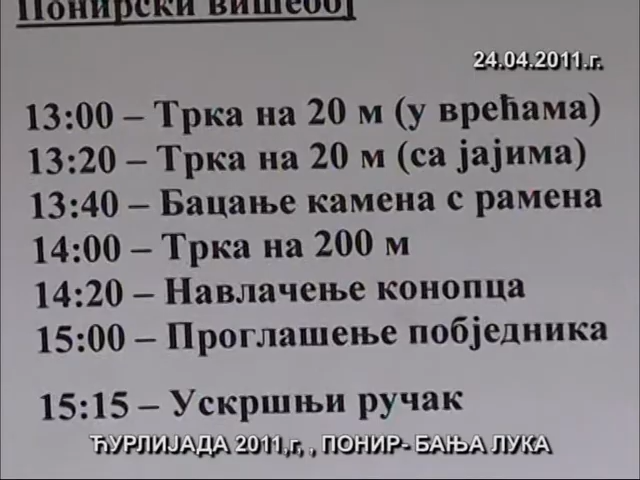 Понирски вишебој
24.04.2011.г.
13:00 – Трка на 20 м (у врећама)
13:20 – Трка на 20 м (са јајима)
13:40 – Бацање камена с рамена
14:00 – Трка на 200 м
14:20 – Навлачење конопца
15:00 – Проглашење побједника
15:15 – Ускршњи ручак
ЋУРЛИЈАДА 2011,г, , ПОНИР- БАЊА ЛУКА